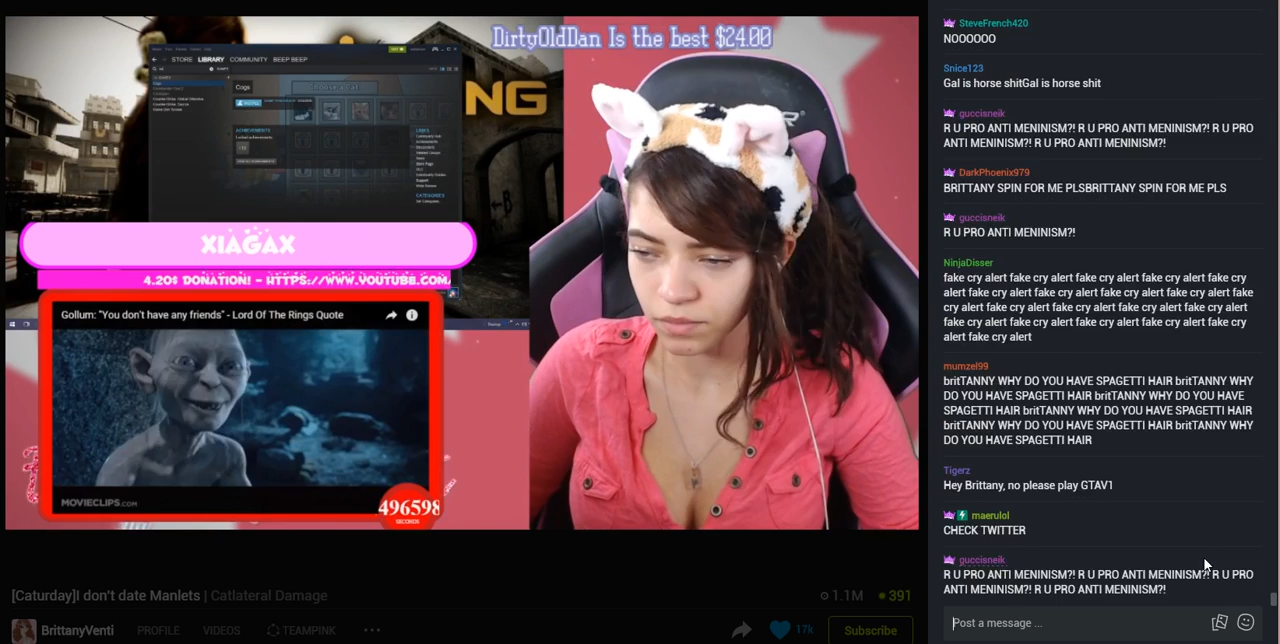 DirtyOldDan Is the best $24.00
STORE LIBRARY COMMUNITY BEEP BEEP
Cogs
NG
ACHIEVEMENTS
LINKS
XIAGAX
4.20$ DONATION! - HTTPS://WWW.YOUTUBE.COM/
Gollum: "You don't have any friends" - Lord Of The Rings Quote
MOVIECLIPS.COM
496598
SECONDS
[Caturday]I don't date Manlets | Catlateral Damage
1.1M 391
BrittanyVenti PROFILE VIDEOS TEAMPINK
17k Subscribe
SteveFrench420
NOOOOOO
Snice123
Gal is horse shitGal is horse shit
guccisneik
R U PRO ANTI MENINISM?! R U PRO ANTI MENINISM?! R U PRO
ANTI MENINISM?! R U PRO ANTI MENINISM?!
DarkPhoenix979
BRITTANY SPIN FOR ME PLSBRITTANY SPIN FOR ME PLS
guccisneik
R U PRO ANTI MENINISM?!
NinjaDisser
fake cry alert fake cry alert fake cry alert fake cry alert fake cry
alert fake cry alert fake cry alert fake cry alert fake cry alert fake
cry alert fake cry alert fake cry alert fake cry alert fake cry alert
fake cry alert fake cry alert fake cry alert fake cry alert fake cry
alert fake cry alert
mumzel99
britTANNY WHY DO YOU HAVE SPAGETTI HAIR britTANNY WHY
DO YOU HAVE SPAGETTI HAIR britTANNY WHY DO YOU HAVE
SPAGETTI HAIR britTANNY WHY DO YOU HAVE SPAGETTI HAIR
britTANNY WHY DO YOU HAVE SPAGETTI HAIR britTANNY WHY
DO YOU HAVE SPAGETTI HAIR
Tigerz
Hey Brittany, no please play GTAV1
maerulol
CHECK TWITTER
guccisneik
R U PRO ANTI MENINISM?! R U PRO ANTI MENINISM?! R U PRO
ANTI MENINISM?! R U PRO ANTI MENINISM?!
Post a message ...